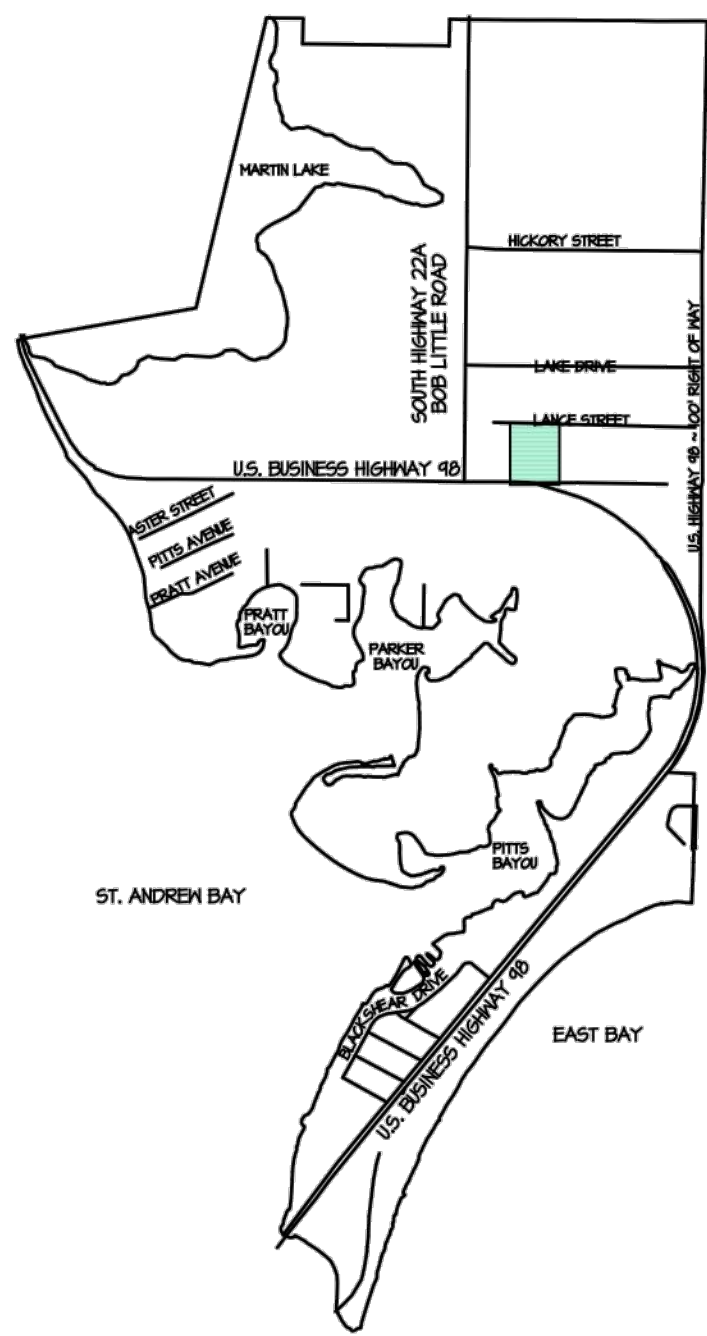 MARTIN LAKE
HICKORY STREET
SOUTH HIGHWAY 22A
BOB LITTLE ROAD
LAKE DRIVE
U.S. HIGHWAY 98 ~ 100' RIGHT OF WAY
LANCE STREET
U.S. BUSINESS HIGHWAY 98
ASTER STREET
PITTS AVENUE
PRATT AVENUE
PRATT
BAYOU
PARKER
BAYOU
PITTS
BAYOU
ST. ANDREW BAY
BLACKSHEAR DRIVE
U.S. BUSINESS HIGHWAY 98
EAST BAY